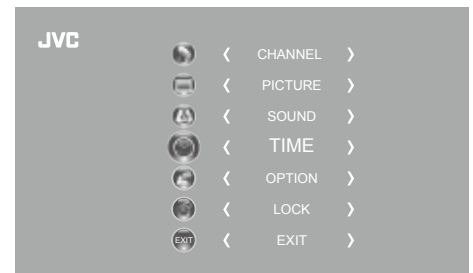 JVC
CHANNEL
PICTURE
SOUND
TIME
OPTION
LOCK
EXIT EXIT